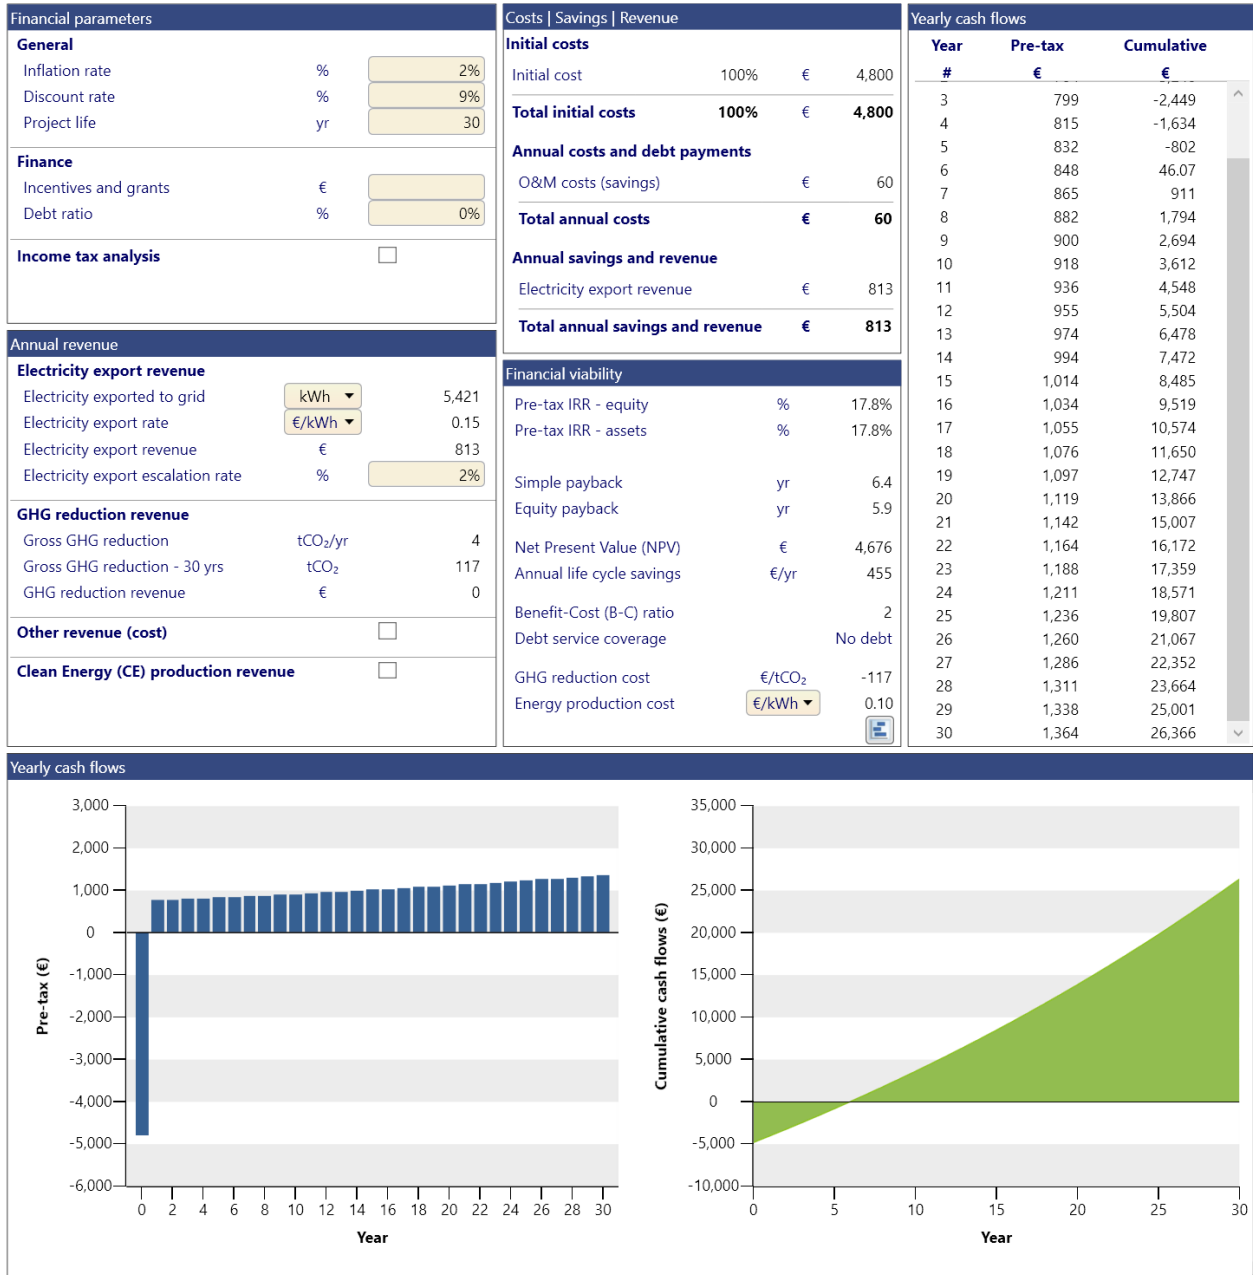 Financial parameters
General
Inflation rate % 2%
Discount rate % 9%
Project life yr 30
Finance
Incentives and grants €
Debt ratio % 0%
Income tax analysis
Annual revenue
Electricity export revenue
Electricity exported to grid kWh 5,421
Electricity export rate €/kWh 0.15
Electricity export revenue € 813
Electricity export escalation rate % 2%
GHG reduction revenue
Gross GHG reduction tCO₂/yr 4
Gross GHG reduction - 30 yrs tCO₂ 117
GHG reduction revenue € 0
Other revenue (cost)
Clean Energy (CE) production revenue
Costs | Savings | Revenue
Initial costs
Initial cost 100% € 4,800
Total initial costs 100% € 4,800
Annual costs and debt payments
O&M costs (savings) € 60
Total annual costs € 60
Annual savings and revenue
Electricity export revenue € 813
Total annual savings and revenue € 813
Financial viability
Pre-tax IRR - equity % 17.8%
Pre-tax IRR - assets % 17.8%
Simple payback yr 6.4
Equity payback yr 5.9
Net Present Value (NPV) € 4,676
Annual life cycle savings €/yr 455
Benefit-Cost (B-C) ratio 2
Debt service coverage No debt
GHG reduction cost €/tCO₂ -117
Energy production cost €/kWh 0.10
Yearly cash flows
Year Pre-tax Cumulative
# € €
3 799 -2,449
4 815 -1,634
5 832 -802
6 848 46.07
7 865 911
8 882 1,794
9 900 2,694
10 918 3,612
11 936 4,548
12 955 5,504
13 974 6,478
14 994 7,472
15 1,014 8,485
16 1,034 9,519
17 1,055 10,574
18 1,076 11,650
19 1,097 12,747
20 1,119 13,866
21 1,142 15,007
22 1,164 16,172
23 1,188 17,359
24 1,211 18,571
25 1,236 19,807
26 1,260 21,067
27 1,286 22,352
28 1,311 23,664
29 1,338 25,001
30 1,364 26,366
Yearly cash flows
Pre-tax (€)
3,000
2,000
1,000
0
-1,000
-2,000
-3,000
-4,000
-5,000
-6,000
0 2 4 6 8 10 12 14 16 18 20 22 24 26 28 30
Year
Cumulative cash flows (€)
35,000
30,000
25,000
20,000
15,000
10,000
5,000
0
-5,000
-10,000
0 5 10 15 20 25 30
Year